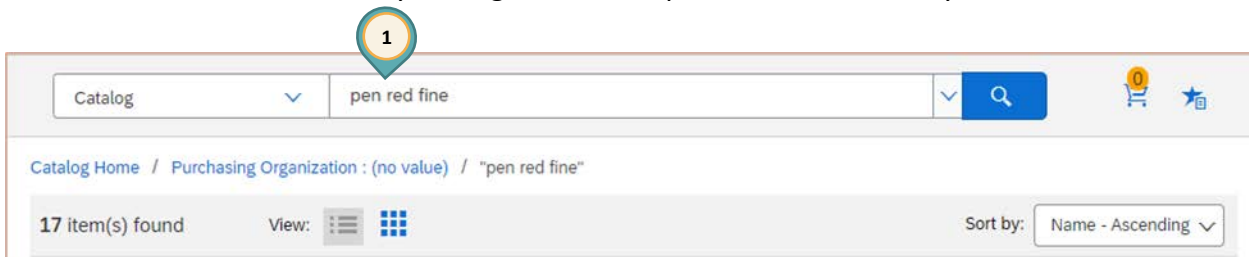 1
0
Catalog pen red fine
Catalog Home / Purchasing Organization : (no value) / "pen red fine"
17 item(s) found View: Sort by: Name - Ascending